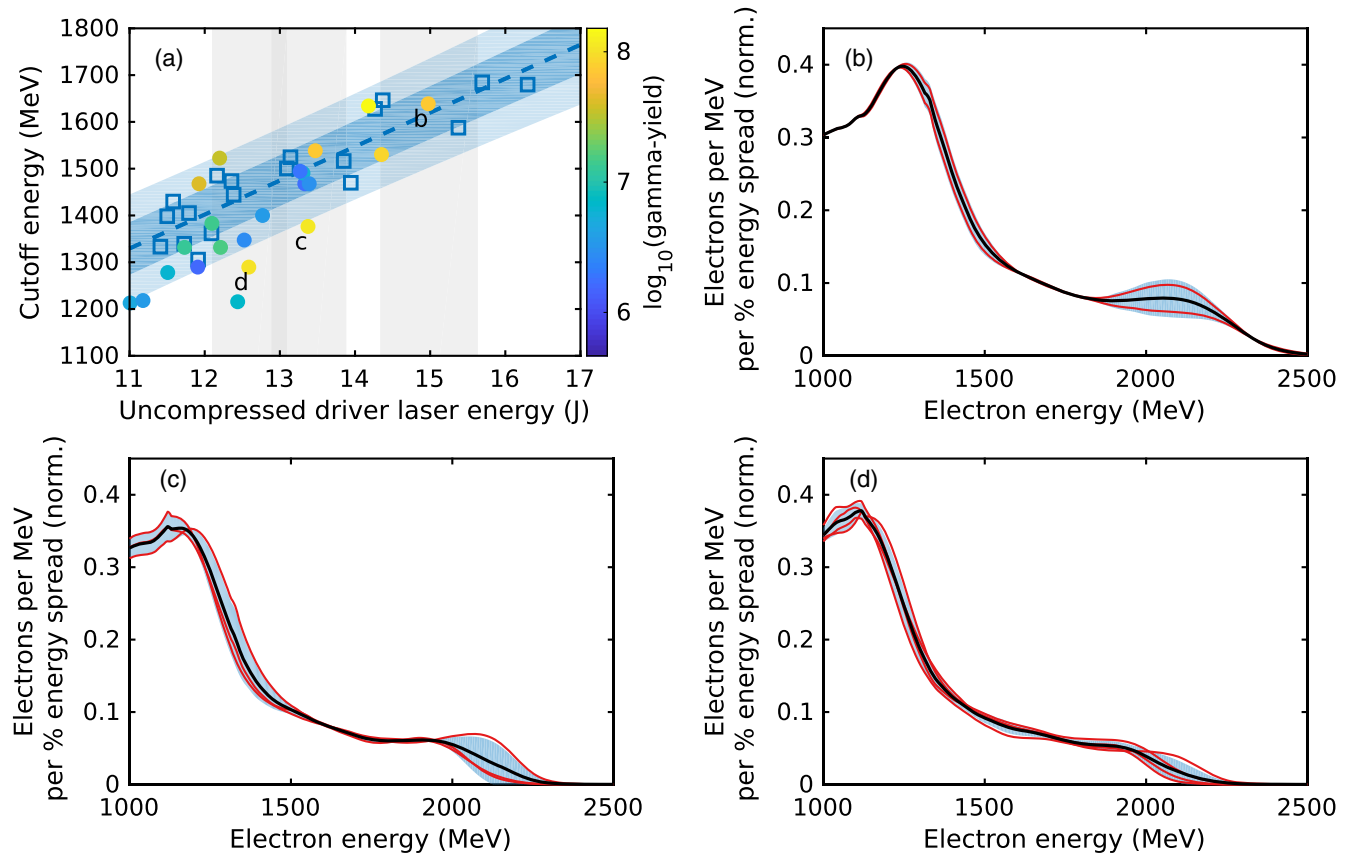 1800
1700
1600
1500
1400
1300
1200
1100
Cutoff energy (MeV)
(a)
b
c
d
11 12 13 14 15 16 17
Uncompressed driver laser energy (J)
8
7
6
log10(gamma-yield)
(b)
0.4
0.3
0.2
0.1
0
Electrons per MeV
per % energy spread (norm.)
1000 1500 2000 2500
Electron energy (MeV)
(c)
0.4
0.3
0.2
0.1
0
Electrons per MeV
per % energy spread (norm.)
1000 1500 2000 2500
Electron energy (MeV)
(d)
0.4
0.3
0.2
0.1
0
Electrons per MeV
per % energy spread (norm.)
1000 1500 2000 2500
Electron energy (MeV)